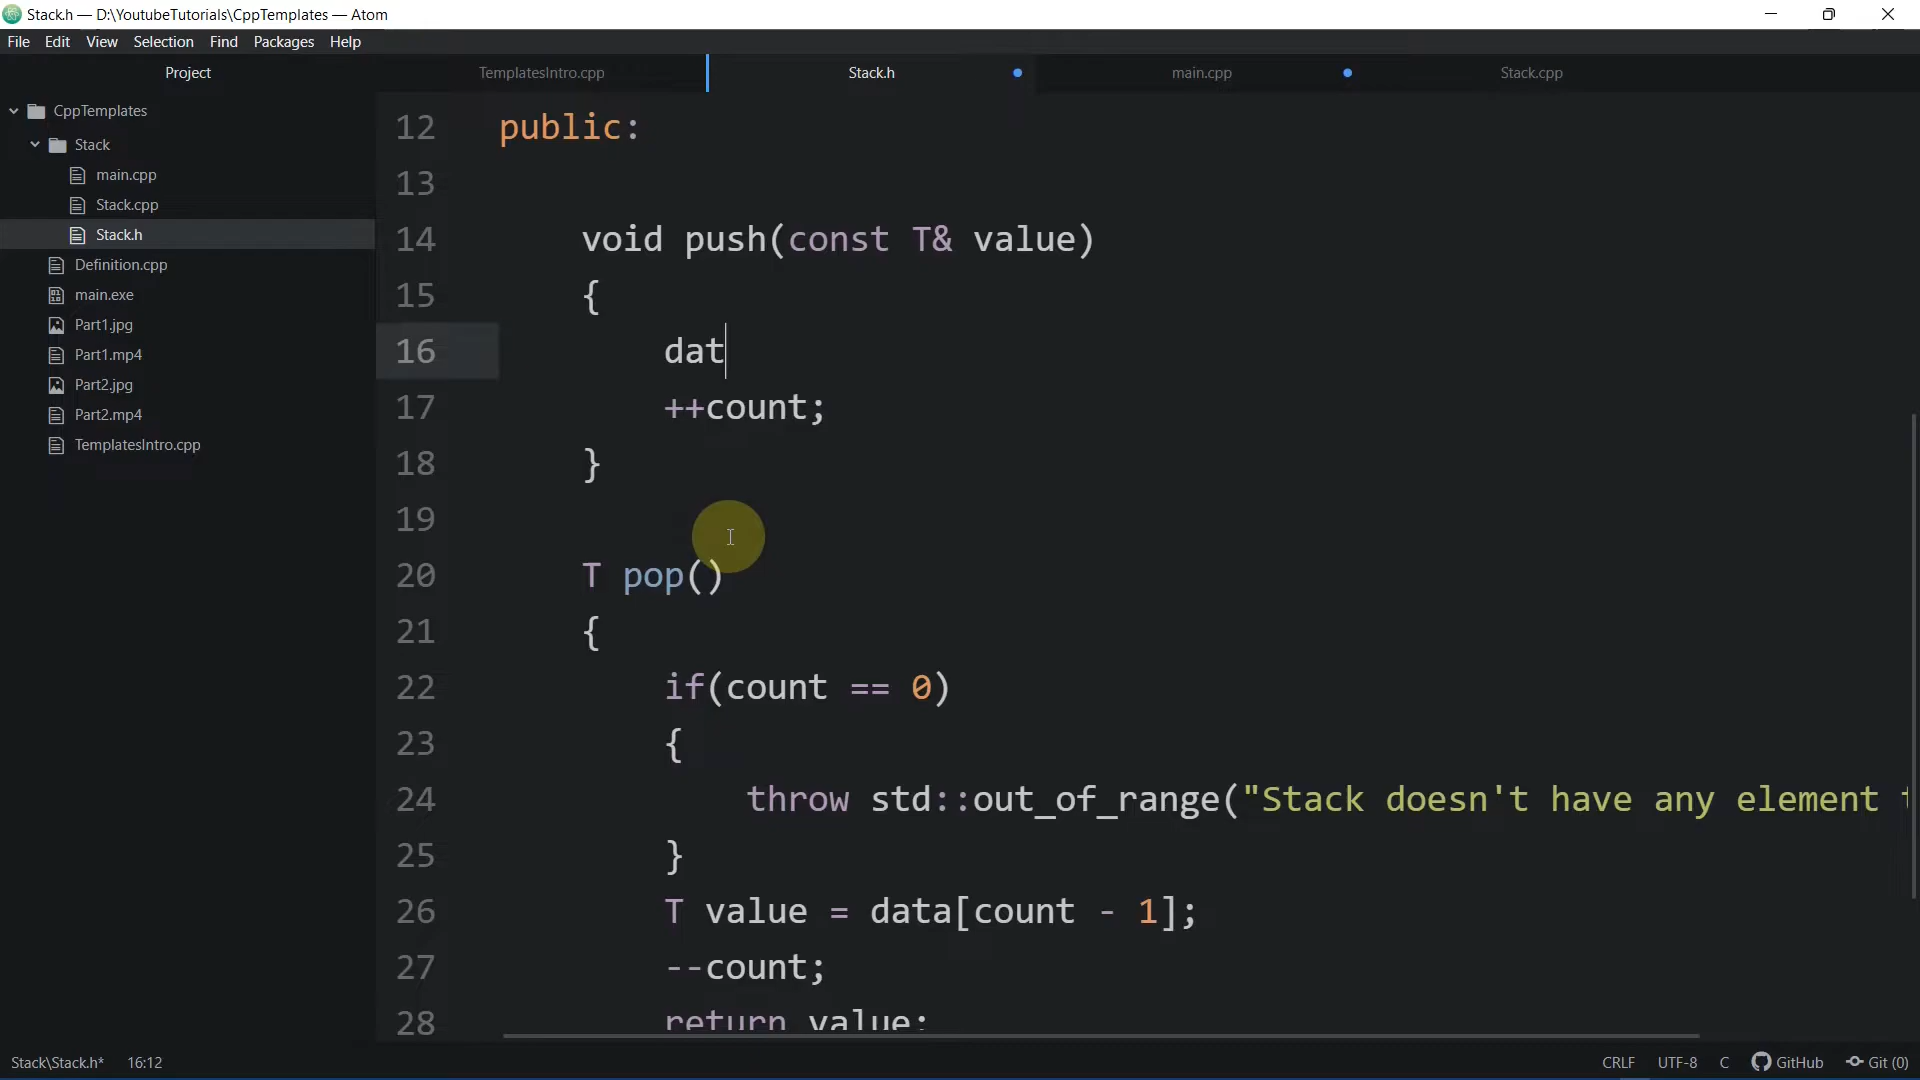 Stack.h — D:\YoutubeTutorials\CppTemplates — Atom
File Edit View Selection Find Packages Help
Project TemplatesIntro.cpp Stack.h main.cpp Stack.cpp
CppTemplates
Stack
main.cpp
Stack.cpp
Stack.h
Definition.cpp
main.exe
Part1.jpg
Part1.mp4
Part2.jpg
Part2.mp4
TemplatesIntro.cpp
12 public:
13
14 void push(const T& value)
15 {
16 dat
17 ++count;
18 }
19
20 T pop()
21 {
22 if(count == 0)
23 {
24 throw std::out_of_range("Stack doesn't have any element
25 }
26 T value = data[count - 1];
27 --count;
28 return value;
Stack\Stack.h* 16:12 CRLF UTF-8 C GitHub Git (0)